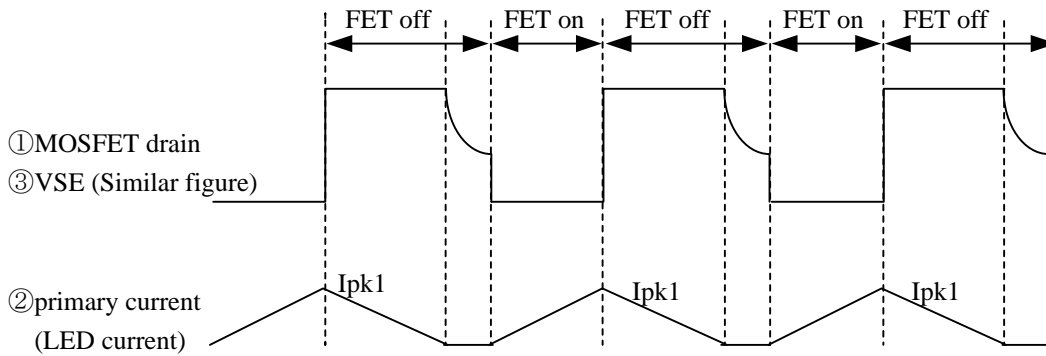 FET off FET on FET off FET on FET off
①MOSFET drain
③VSE (Similar figure)
Ipk1 Ipk1 Ipk1
②primary current
(LED current)